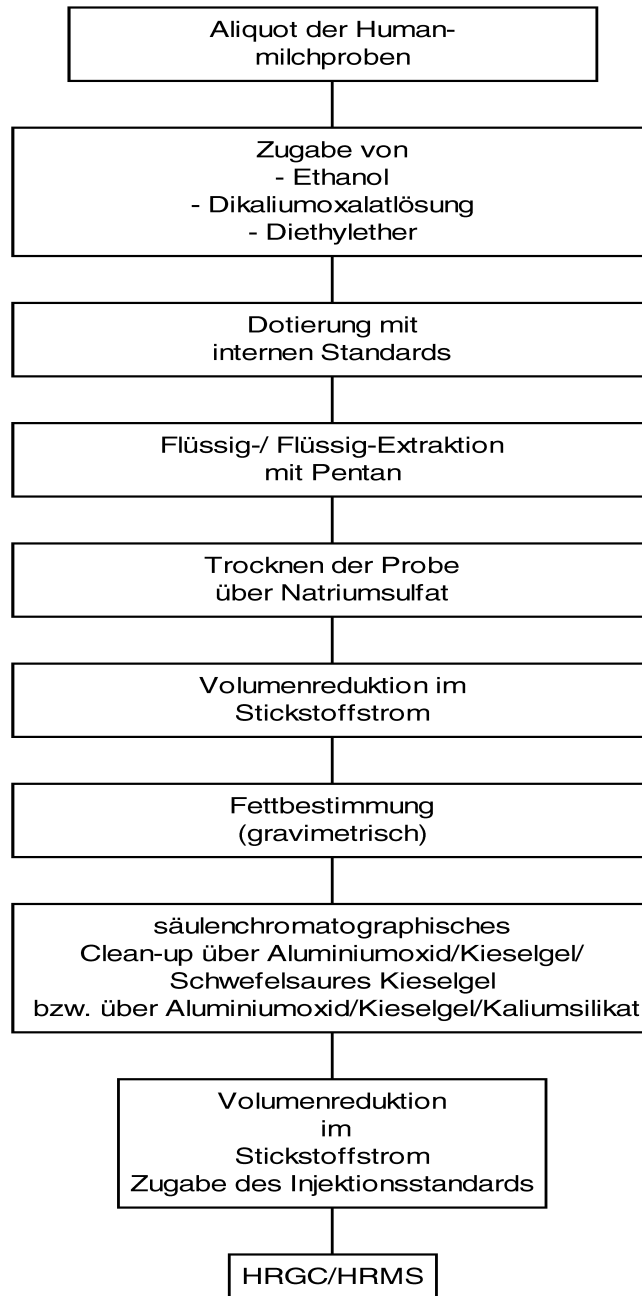 Aliquot der Human-
milchproben
Zugabe von
- Ethanol
- Dikaliumoxalatlösung
- Diethylether
Dotierung mit
internen Standards
Flüssig-/ Flüssig-Extraktion
mit Pentan
Trocknen der Probe
über Natriumsulfat
Volumenreduktion im
Stickstoffstrom
Fettbestimmung
(gravimetrisch)
säulenchromatographisches
Clean-up über Aluminiumoxid/Kieselgel/
Schwefelsaures Kieselgel
bzw. über Aluminiumoxid/Kieselgel/Kaliumsilikat
Volumenreduktion
im
Stickstoffstrom
Zugabe des Injektionsstandards
HRGC/HRMS